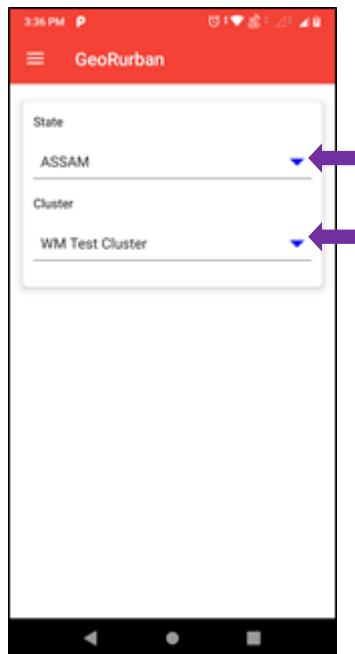 3:36 PM P
GeoRurban
State
ASSAM
Cluster
WM Test Cluster